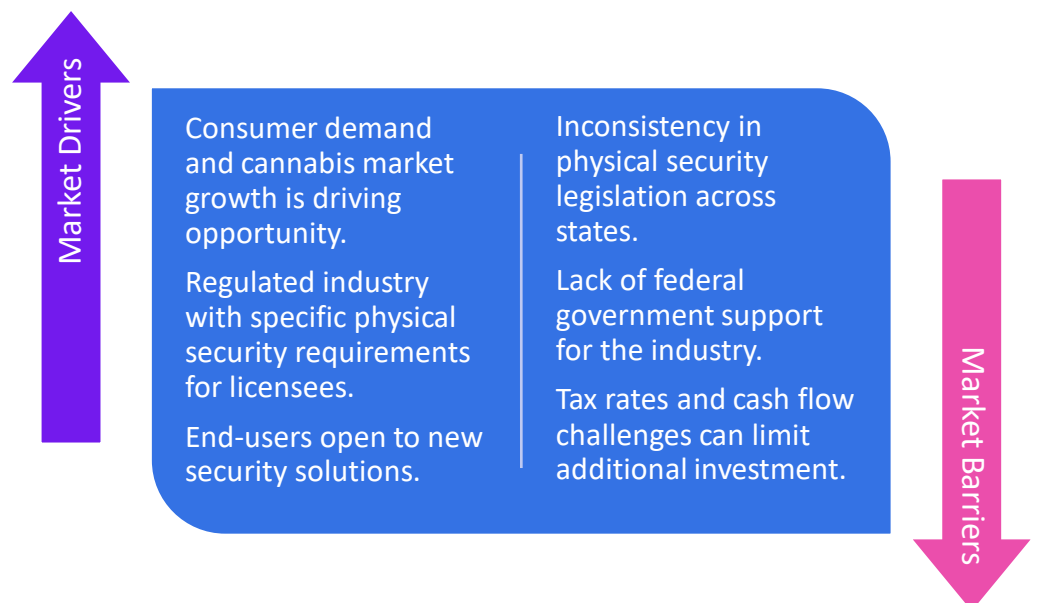 Market Drivers
Consumer demand
and cannabis market
growth is driving
opportunity.
Regulated industry
with specific physical
security requirements
for licensees.
End-users open to new
security solutions.
Inconsistency in
physical security
legislation across
states.
Lack of federal
government support
for the industry.
Tax rates and cash flow
challenges can limit
additional investment.
Market Barriers